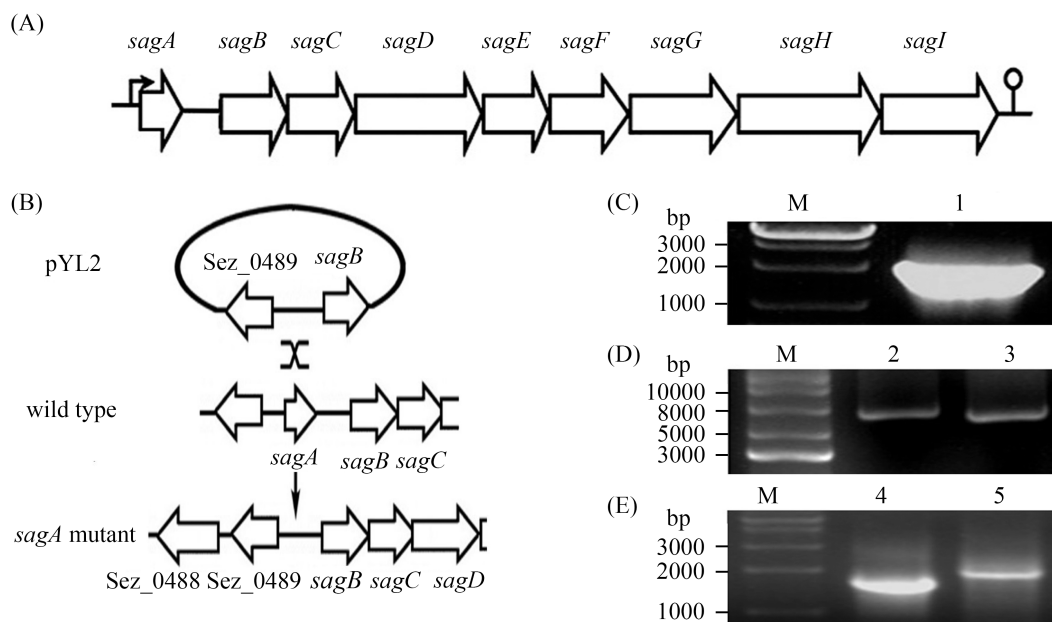 (A)
sagA sagB sagC sagD sagE sagF sagG sagH sagI
(B)
pYL2
Sez_0489 sagB
wild type
sagA sagB sagC
sagA mutant
Sez_0488 Sez_0489 sagB sagC sagD
(C)
bp M 1
3000
2000
1000
(D)
bp M 2 3
10000
8000
5000
3000
(E)
bp M 4 5
3000
2000
1000